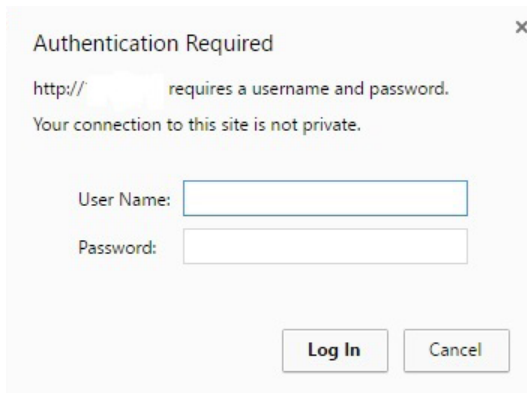 Authentication Required
http:// requires a username and password.
Your connection to this site is not private.
User Name:
Password:
Log In
Cancel